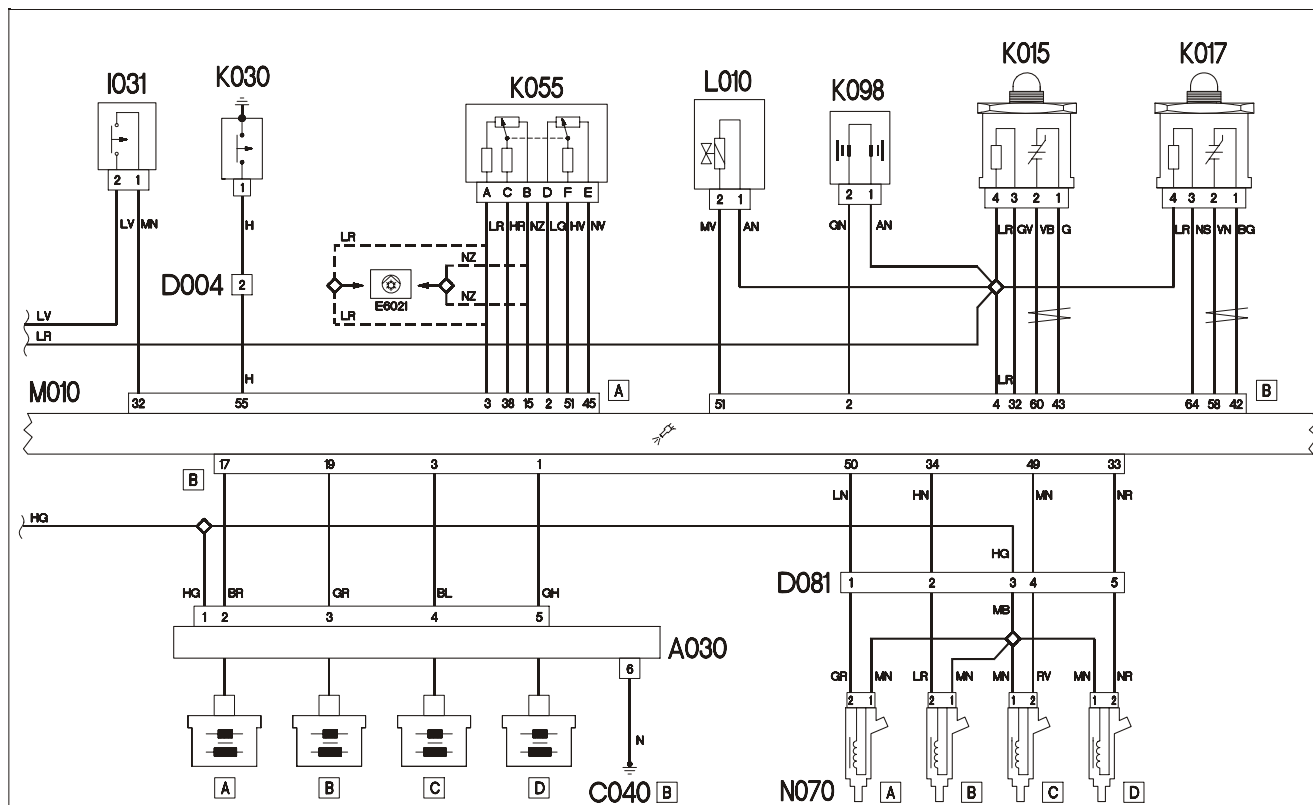 I031 K030 K055 L010 K098 K015 K017
2 1
1
A C B D F E
2 1
2 1
4 3 2 1
4 3 2 1
LV MN H LR HR NZ LG HV NV MV AN GN AN LR GV VB G LR NS VN BG
LR
NZ
D004 2
E6021
NZ
LV
LR
LR
H LR
M010 32 55 3 38 15 2 51 45 A 51 2 4 32 60 43 64 58 42 B
B 17 19 3 1 50 34 49 33
LN HN MN NR
HG
HG
HG BR GR BL GH
D081 1 2 3 4 5
1 2 3 4 5
MB
A030
6
GR MN LR MN MN RV MN NR
2 1 2 1 1 2 1 2
N
A B C D C040 B N070 A B C D